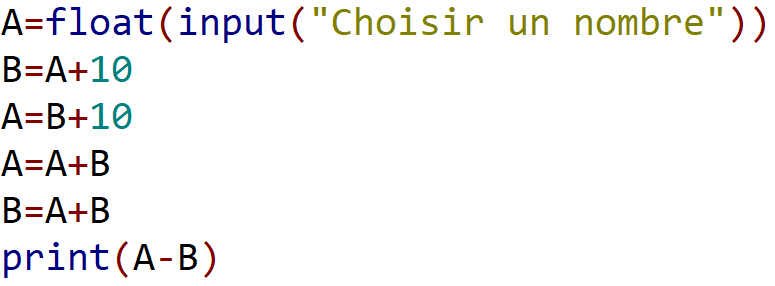 A=float(input("Choisir un nombre"))
B=A+10
A=B+10
A=A+B
B=A+B
print(A-B)